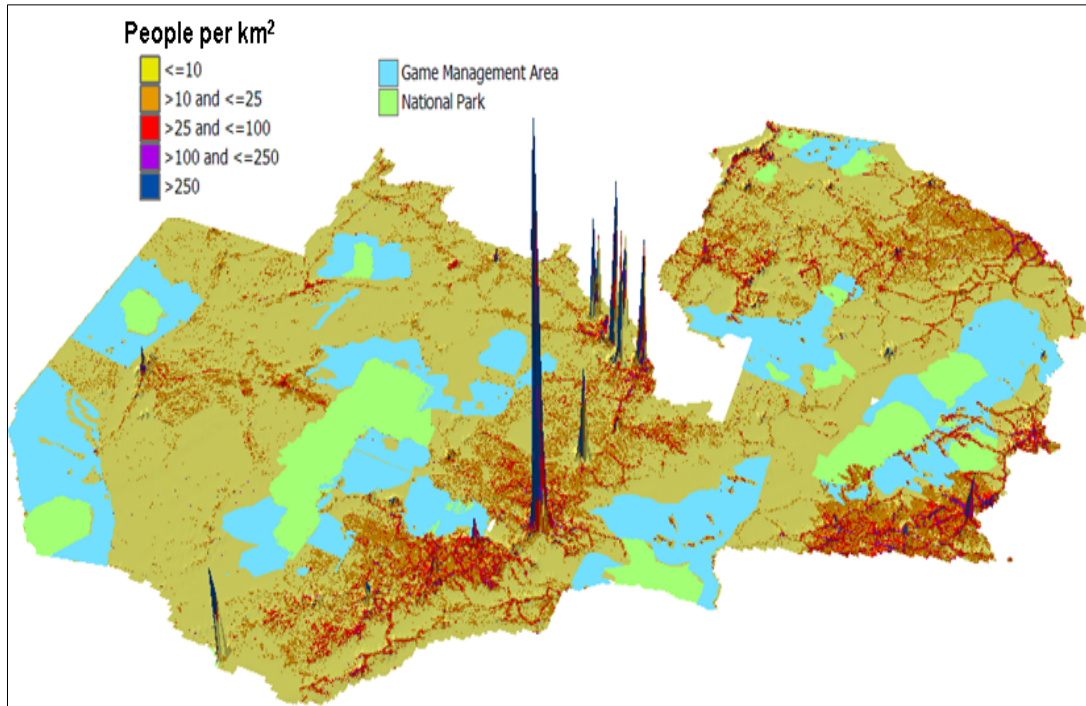 People per km²
<=10
>10 and <=25
>25 and <=100
>100 and <=250
>250
Game Management Area
National Park